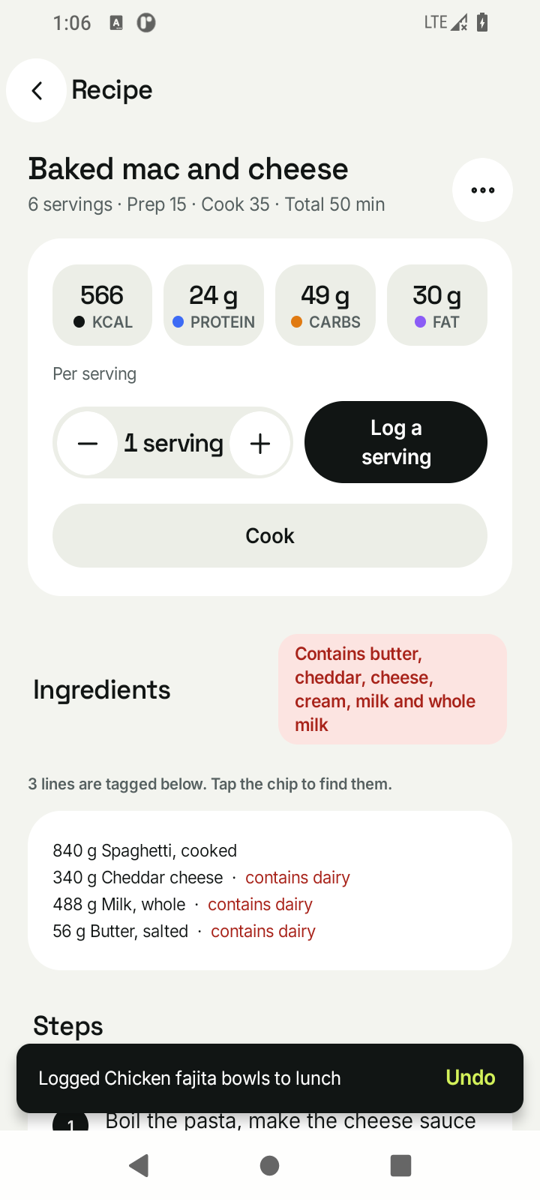 1:06
LTE
Recipe
Baked mac and cheese
6 servings · Prep 15 · Cook 35 · Total 50 min
566
KCAL
24 g
PROTEIN
49 g
CARBS
30 g
FAT
Per serving
1 serving
Log a
serving
Cook
Ingredients
Contains butter,
cheddar, cheese,
cream, milk and whole
milk
3 lines are tagged below. Tap the chip to find them.
840 g Spaghetti, cooked
340 g Cheddar cheese · contains dairy
488 g Milk, whole · contains dairy
56 g Butter, salted · contains dairy
Steps
Logged Chicken fajita bowls to lunch
Undo
1
Boil the pasta, make the cheese sauce